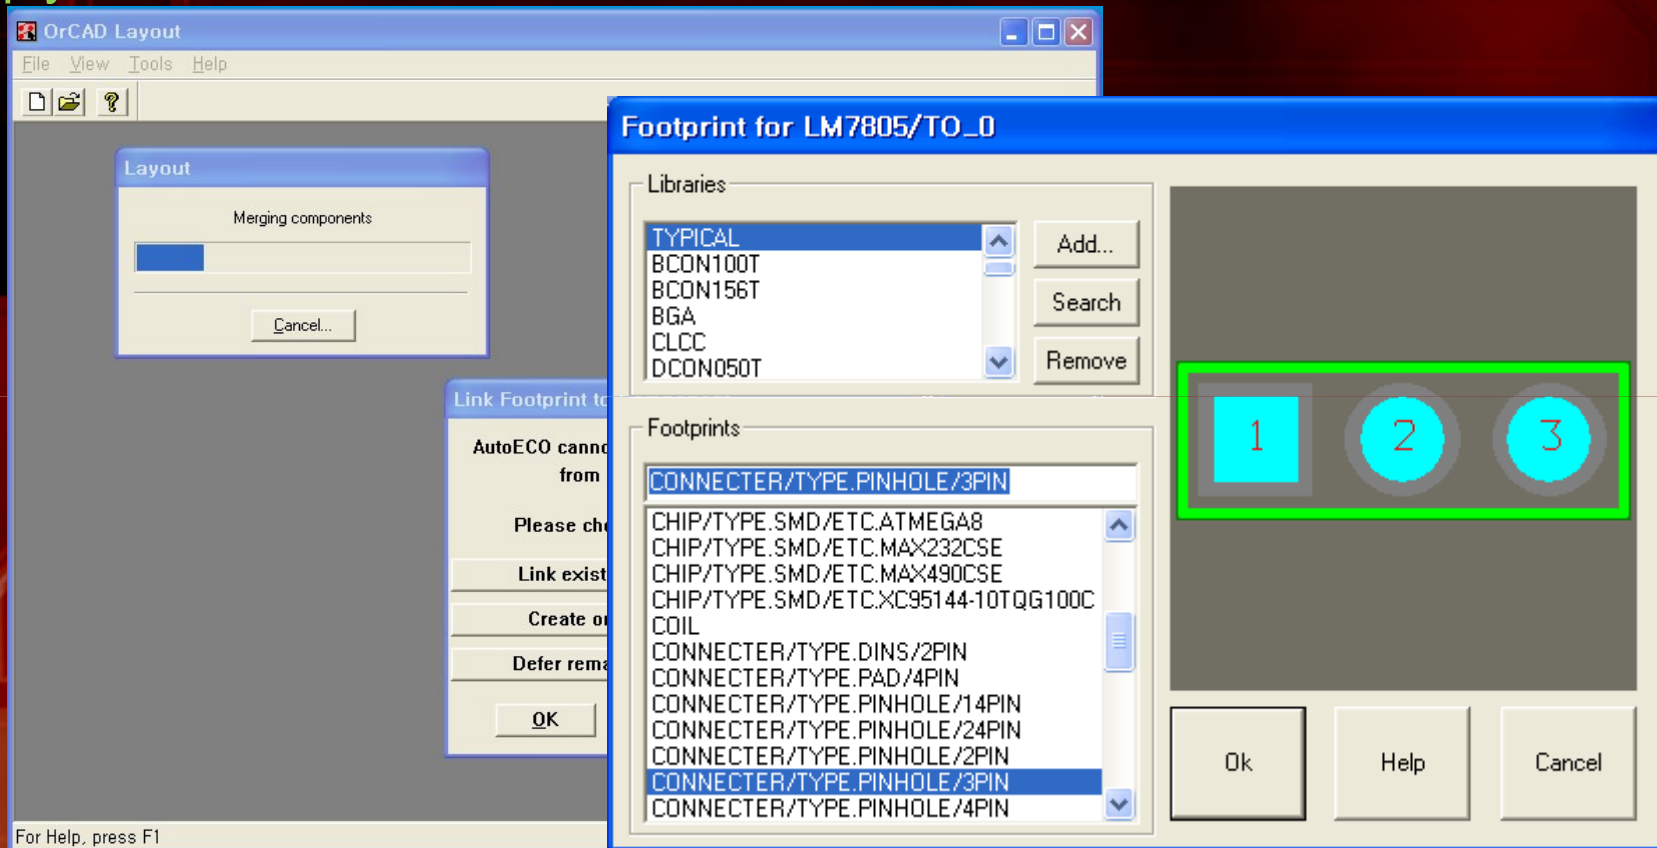 OrCAD Layout
File View Tools Help
Layout
Merging components
Cancel...
Link Footprint to
AutoECO
from
Please
Link
Create
Defer
OK
For Help, press F1
Footprint for LM7805/TO_0
Libraries
TYPICAL
BCON100T
BCON156T
BGA
CLCC
DCON050T
Add...
Search
Remove
Footprints
CONNECTER/TYPE.PINHOLE/3PIN
CHIP/TYPE.SMD/ETC.ATMEGA8
CHIP/TYPE.SMD/ETC.MAX232CSE
CHIP/TYPE.SMD/ETC.MAX490CSE
CHIP/TYPE.SMD/ETC.XC95144-10TQG100C
COIL
CONNECTER/TYPE.DINS/2PIN
CONNECTER/TYPE.PAD/4PIN
CONNECTER/TYPE.PINHOLE/14PIN
CONNECTER/TYPE.PINHOLE/24PIN
CONNECTER/TYPE.PINHOLE/2PIN
CONNECTER/TYPE.PINHOLE/3PIN
CONNECTER/TYPE.PINHOLE/4PIN
1 2 3
Ok Help Cancel